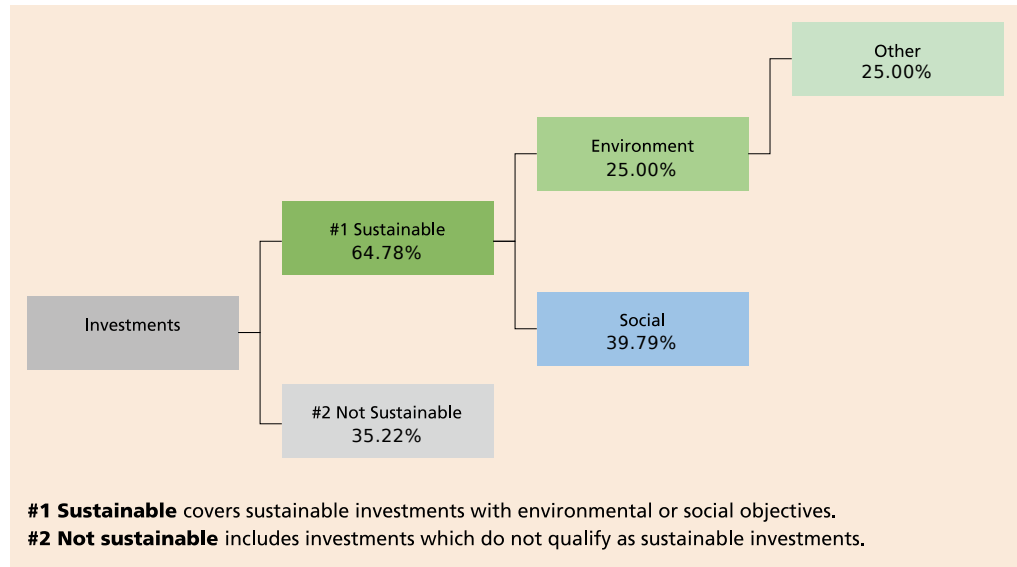 Other
25.00%
Environment
25.00%
#1 Sustainable
64.78%
Investments
Social
39.79%
#2 Not Sustainable
35.22%
#1 Sustainable covers sustainable investments with environmental or social objectives.
#2 Not sustainable includes investments which do not qualify as sustainable investments.